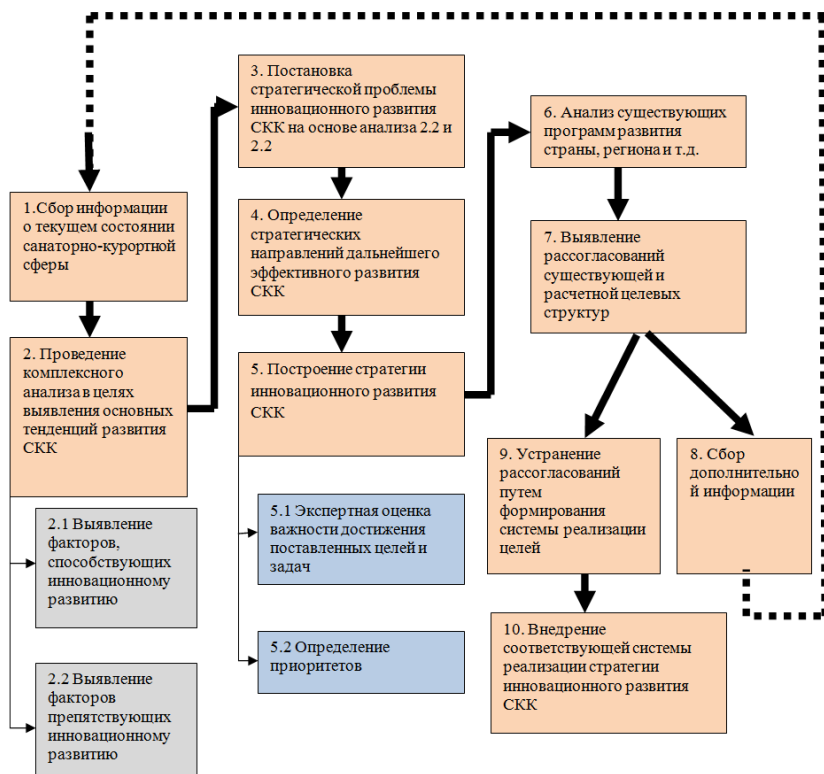 1.Сбор информации
о текущем состоянии
санаторно-курортной
сферы
2. Проведение
комплексного
анализа в целях
выявления основных
тенденций развития
СКК
2.1 Выявление
факторов,
способствующих
инновационному
развитию
2.2 Выявление
факторов
препятствующих
инновационному
развитию
3. Постановка
стратегической проблемы
инновационного развития
СКК на основе анализа 2.2 и
2.2
4. Определение
стратегических
направлений дальнейшего
эффективного развития
СКК
5. Построение стратегии
инновационного развития
СКК
5.1 Экспертная оценка
важности достижения
поставленных целей и
задач
5.2 Определение
приоритетов
6. Анализ существующих
программ развития
страны, региона и т.д.
7. Выявление
рассогласований
существующей и
расчетной целевых
структур
9. Устранение
рассогласований
путем
формирования
системы реализации
целей
8. Сбор
дополнительно
й информации
10. Внедрение
соответствующей системы
реализации стратегии
инновационного развития
СКК